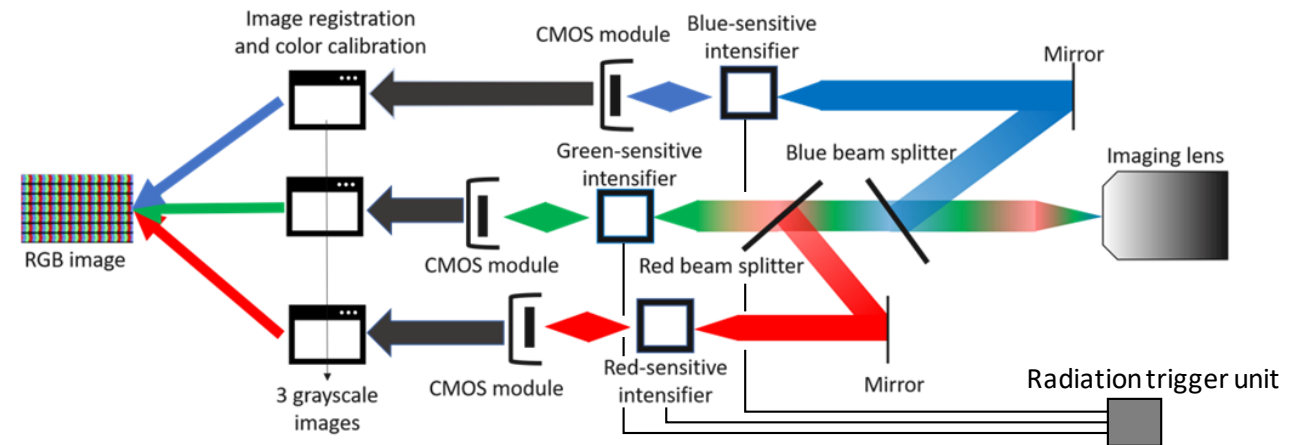 Image registration
and color calibration
CMOS module
Blue-sensitive
intensifier
Mirror
Green-sensitive
intensifier
Blue beam splitter
Imaging lens
RGB image
CMOS module
Red beam splitter
3 grayscale
images
CMOS module
Red-sensitive
intensifier
Mirror
Radiation trigger unit